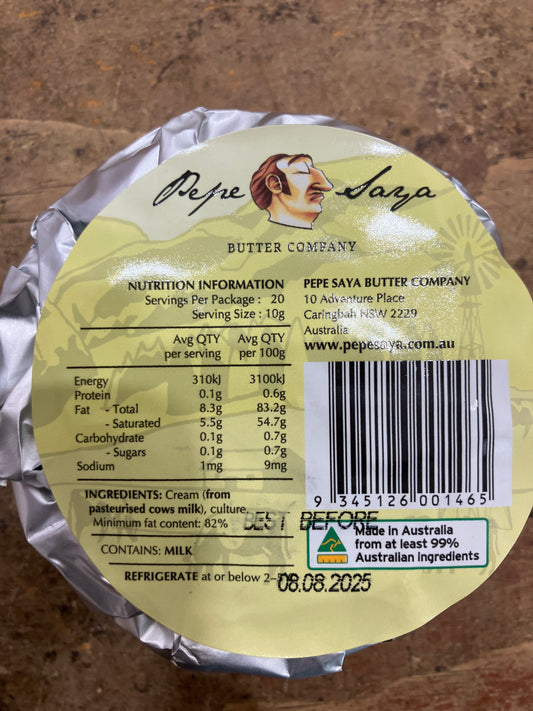 Pepe Saya
BUTTER COMPANY
NUTRITION INFORMATION
Servings Per Package : 20
Serving Size : 10g
Avg QTY per serving Avg QTY per 100g
Energy 310kJ 3100kJ
Protein 0.1g 0.6g
Fat - Total 8.3g 83.2g
- Saturated 5.5g 54.7g
Carbohydrate 0.1g 0.7g
- Sugars 0.1g 0.7g
Sodium 1mg 9mg
INGREDIENTS: Cream (from
pasteurised cows milk), culture.
Minimum fat content: 82%
CONTAINS: MILK
REFRIGERATE at or below 2-
PEPE SAYA BUTTER COMPANY
10 Adventure Place
Caringbah NSW 2229
Australia
www.pepesaya.com.au
9 345126 001465
BEST BEFORE
08.08.2025
Made in Australia
from at least 99%
Australian ingredients